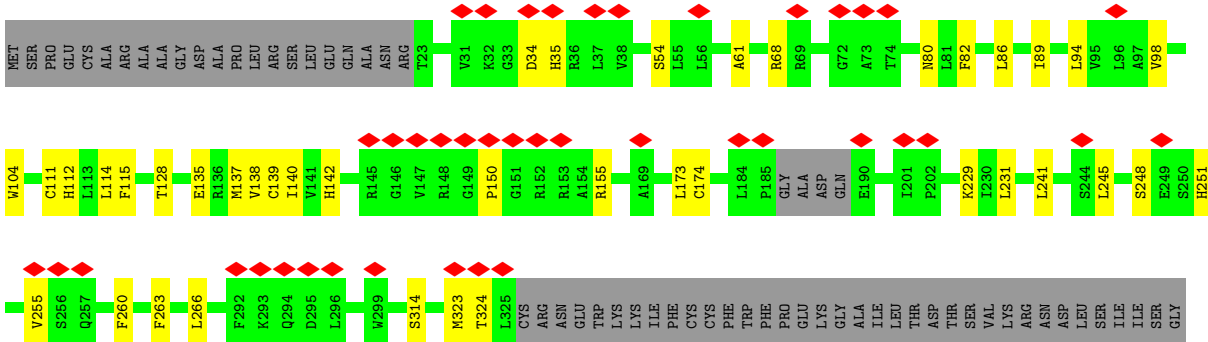 MET SER PRO GLU CYS ALA ARG ALA ALA ALA GLY ASP ALA PRO LEU ARG SER LEU GLU GLN ALA ASN ARG T23 V31 K32 G33 D34 H35 R36 L37 V38 S54 L55 L56 A61 R68 R69 G72 A73 T74 N80 L81 F82 L86 I89 L94 V95 L96 A97 V98
W104 C111 H112 L113 L114 F115 T128 E135 R136 M137 V138 C139 I140 V141 H142 R145 G146 V147 R148 G149 P150 G151 R152 R153 A154 R155 A169 L173 C174 L184 P185 GLY ALA ASP GLN E190 I201 P202 K229 I230 L231 L241 S244 L245 S248 E249 S250 H251
V255 S256 Q257 F260 F263 L266 F292 K293 Q294 D295 L296 W299 S314 M323 T324 L325 CYS ARG ASN GLU TRP LYS LYS ILE PHE CYS CYS PHE TRP PHE PRO GLU LYS GLY ALA ILE LEU THR ASP THR SER VAL LYS ARG ASN ASP LEU SER ILE ILE SER GLY